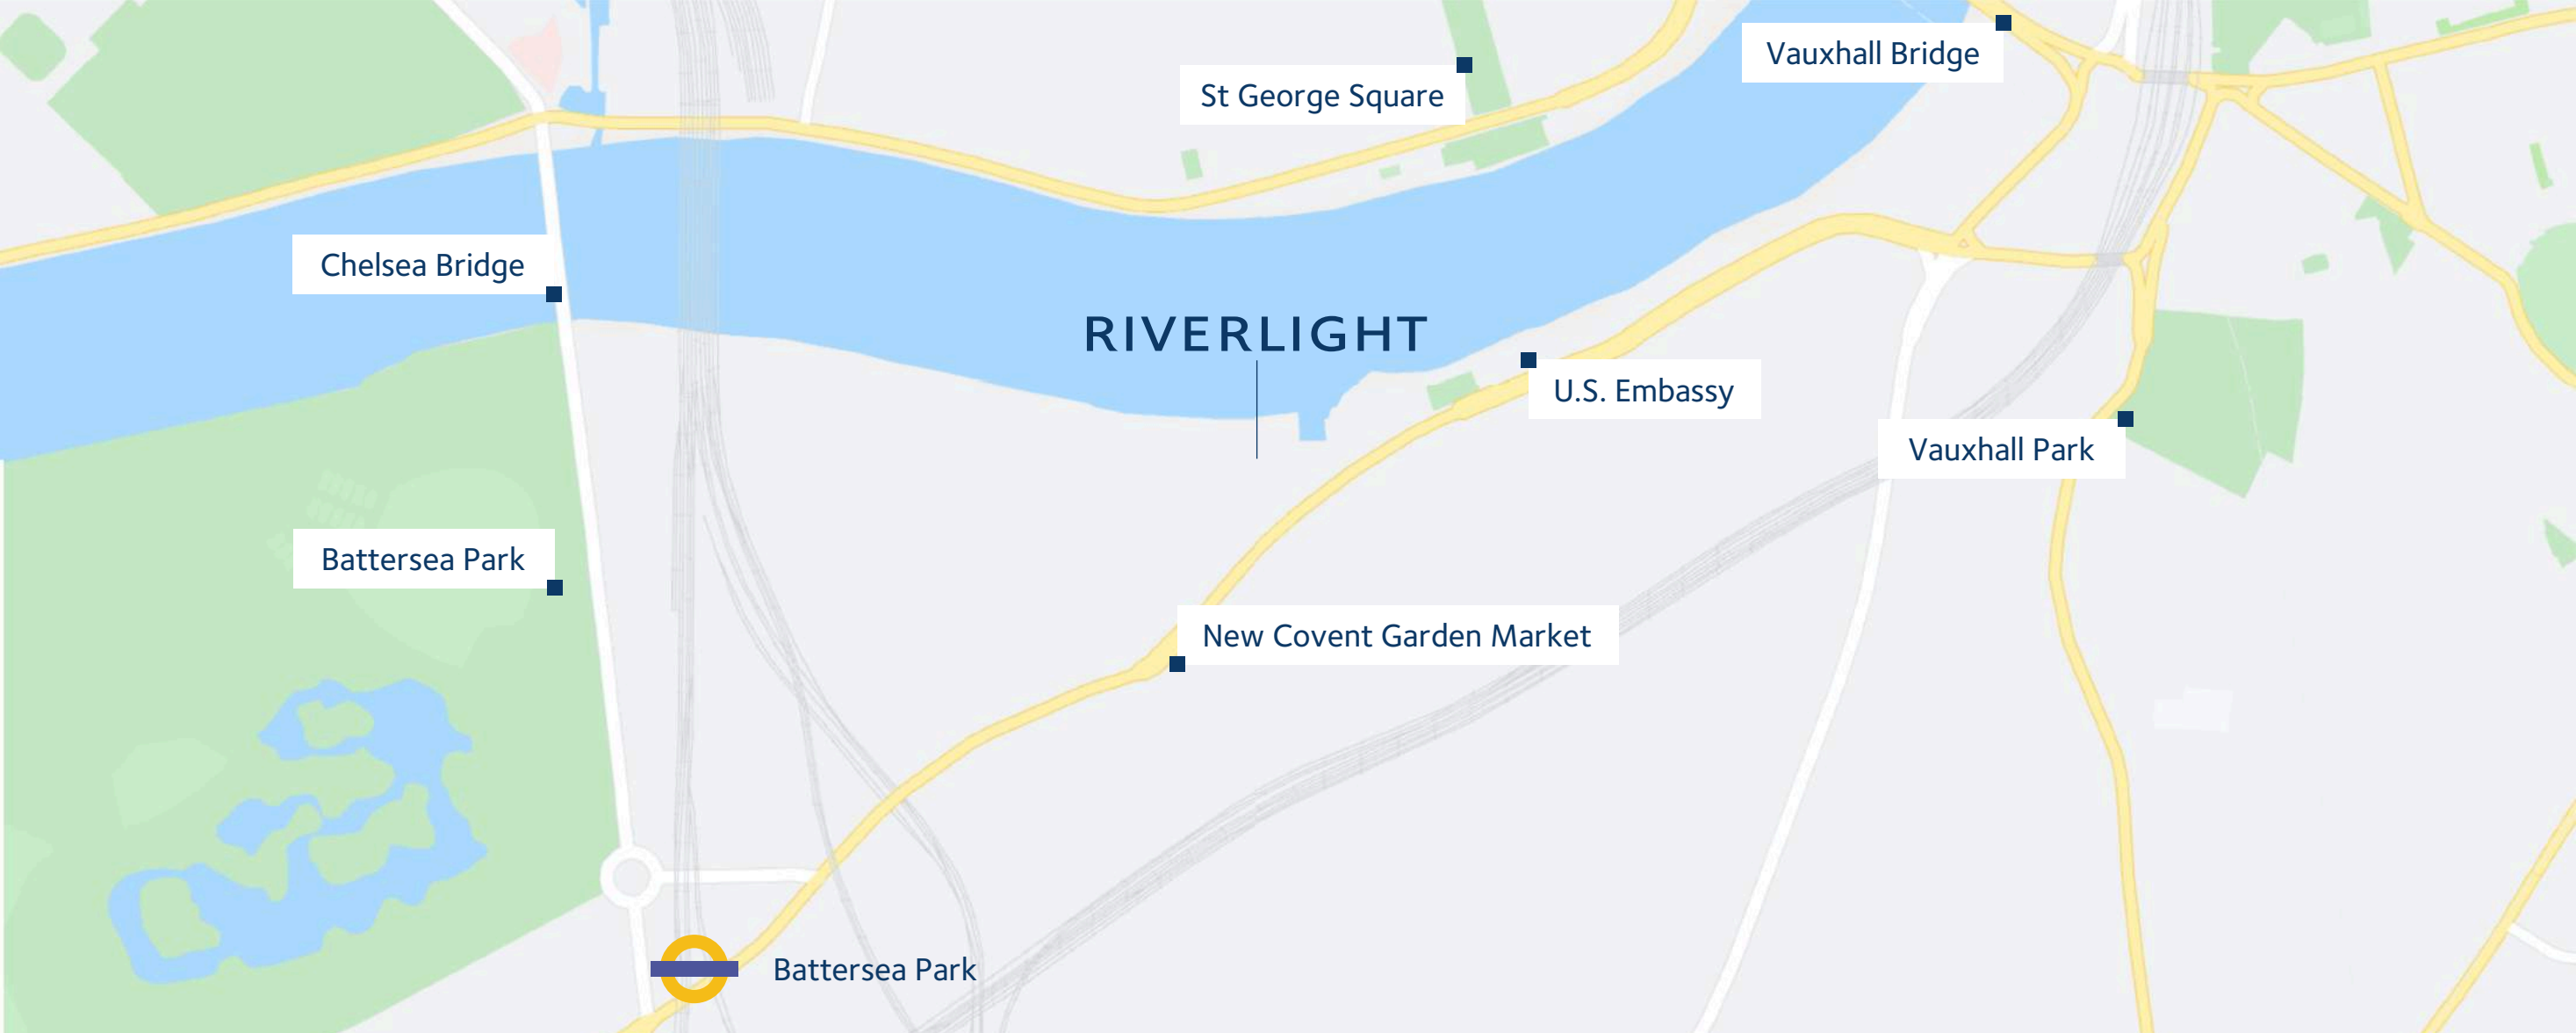 Vauxhall Bridge
St George Square
Chelsea Bridge
RIVERLIGHT
U.S. Embassy
Vauxhall Park
Battersea Park
New Covent Garden Market
Battersea Park